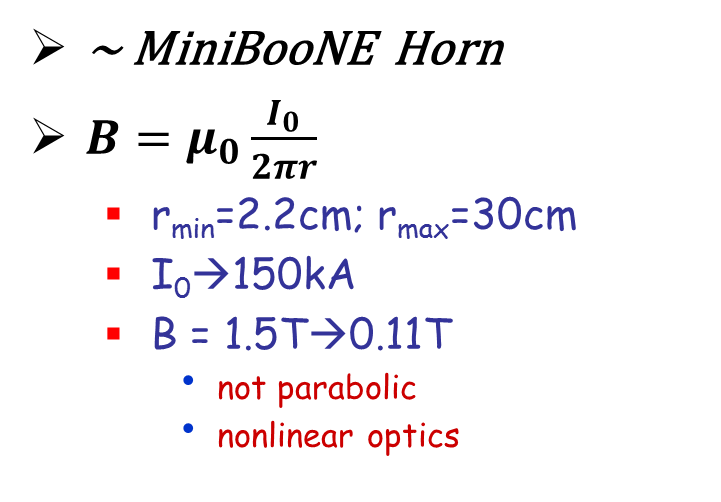 ➢ ~ MiniBooNE Horn
➢ B = μ₀ I₀/2πr
▪ rₘᵢₙ=2.2cm; rₘₐₓ=30cm
▪ I₀→150kA
▪ B = 1.5T→0.11T
• not parabolic
• nonlinear optics